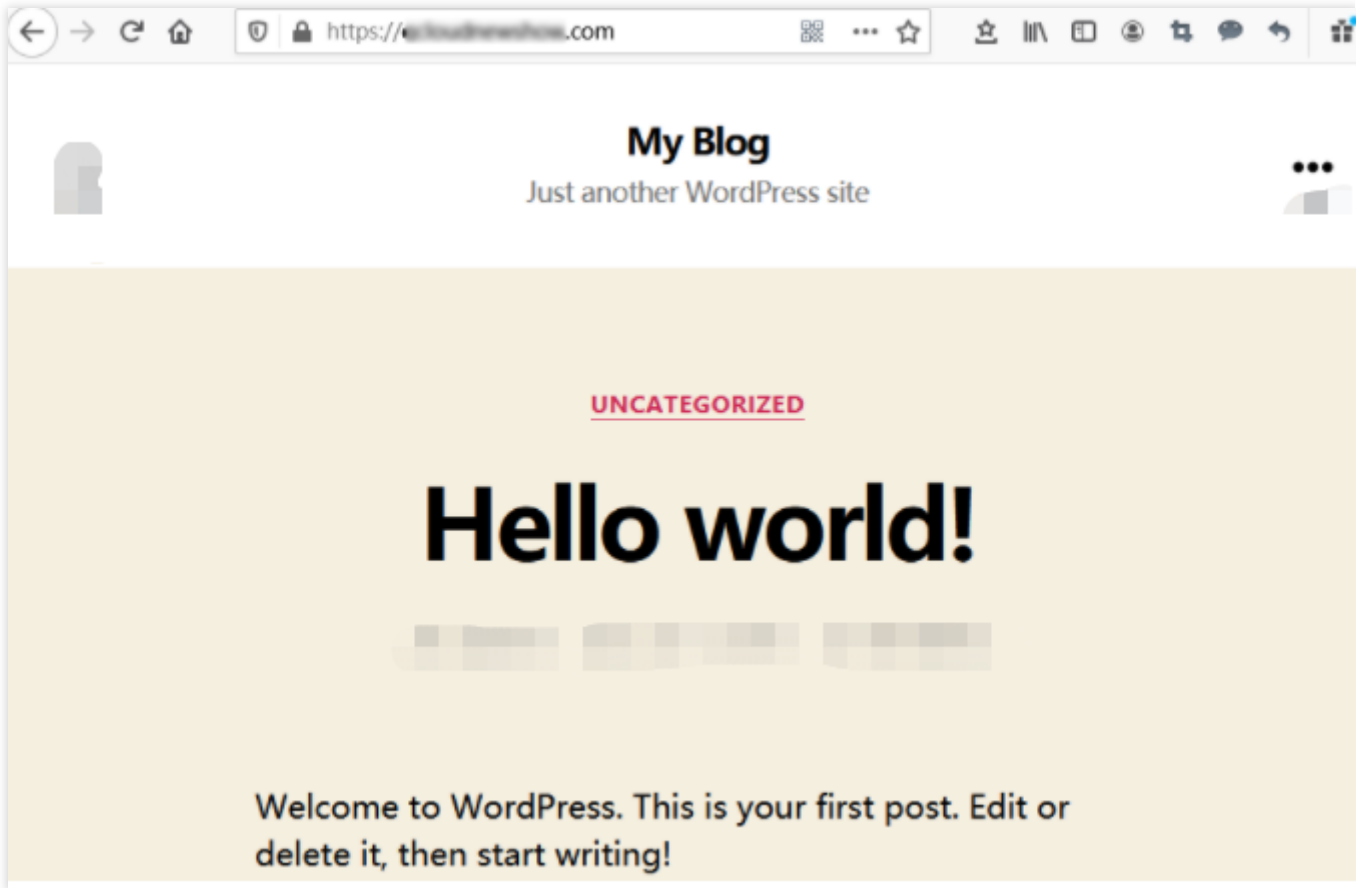 https:// .com
My Blog
Just another WordPress site
UNCATEGORIZED
Hello world!
Welcome to WordPress. This is your first post. Edit or
delete it, then start writing!